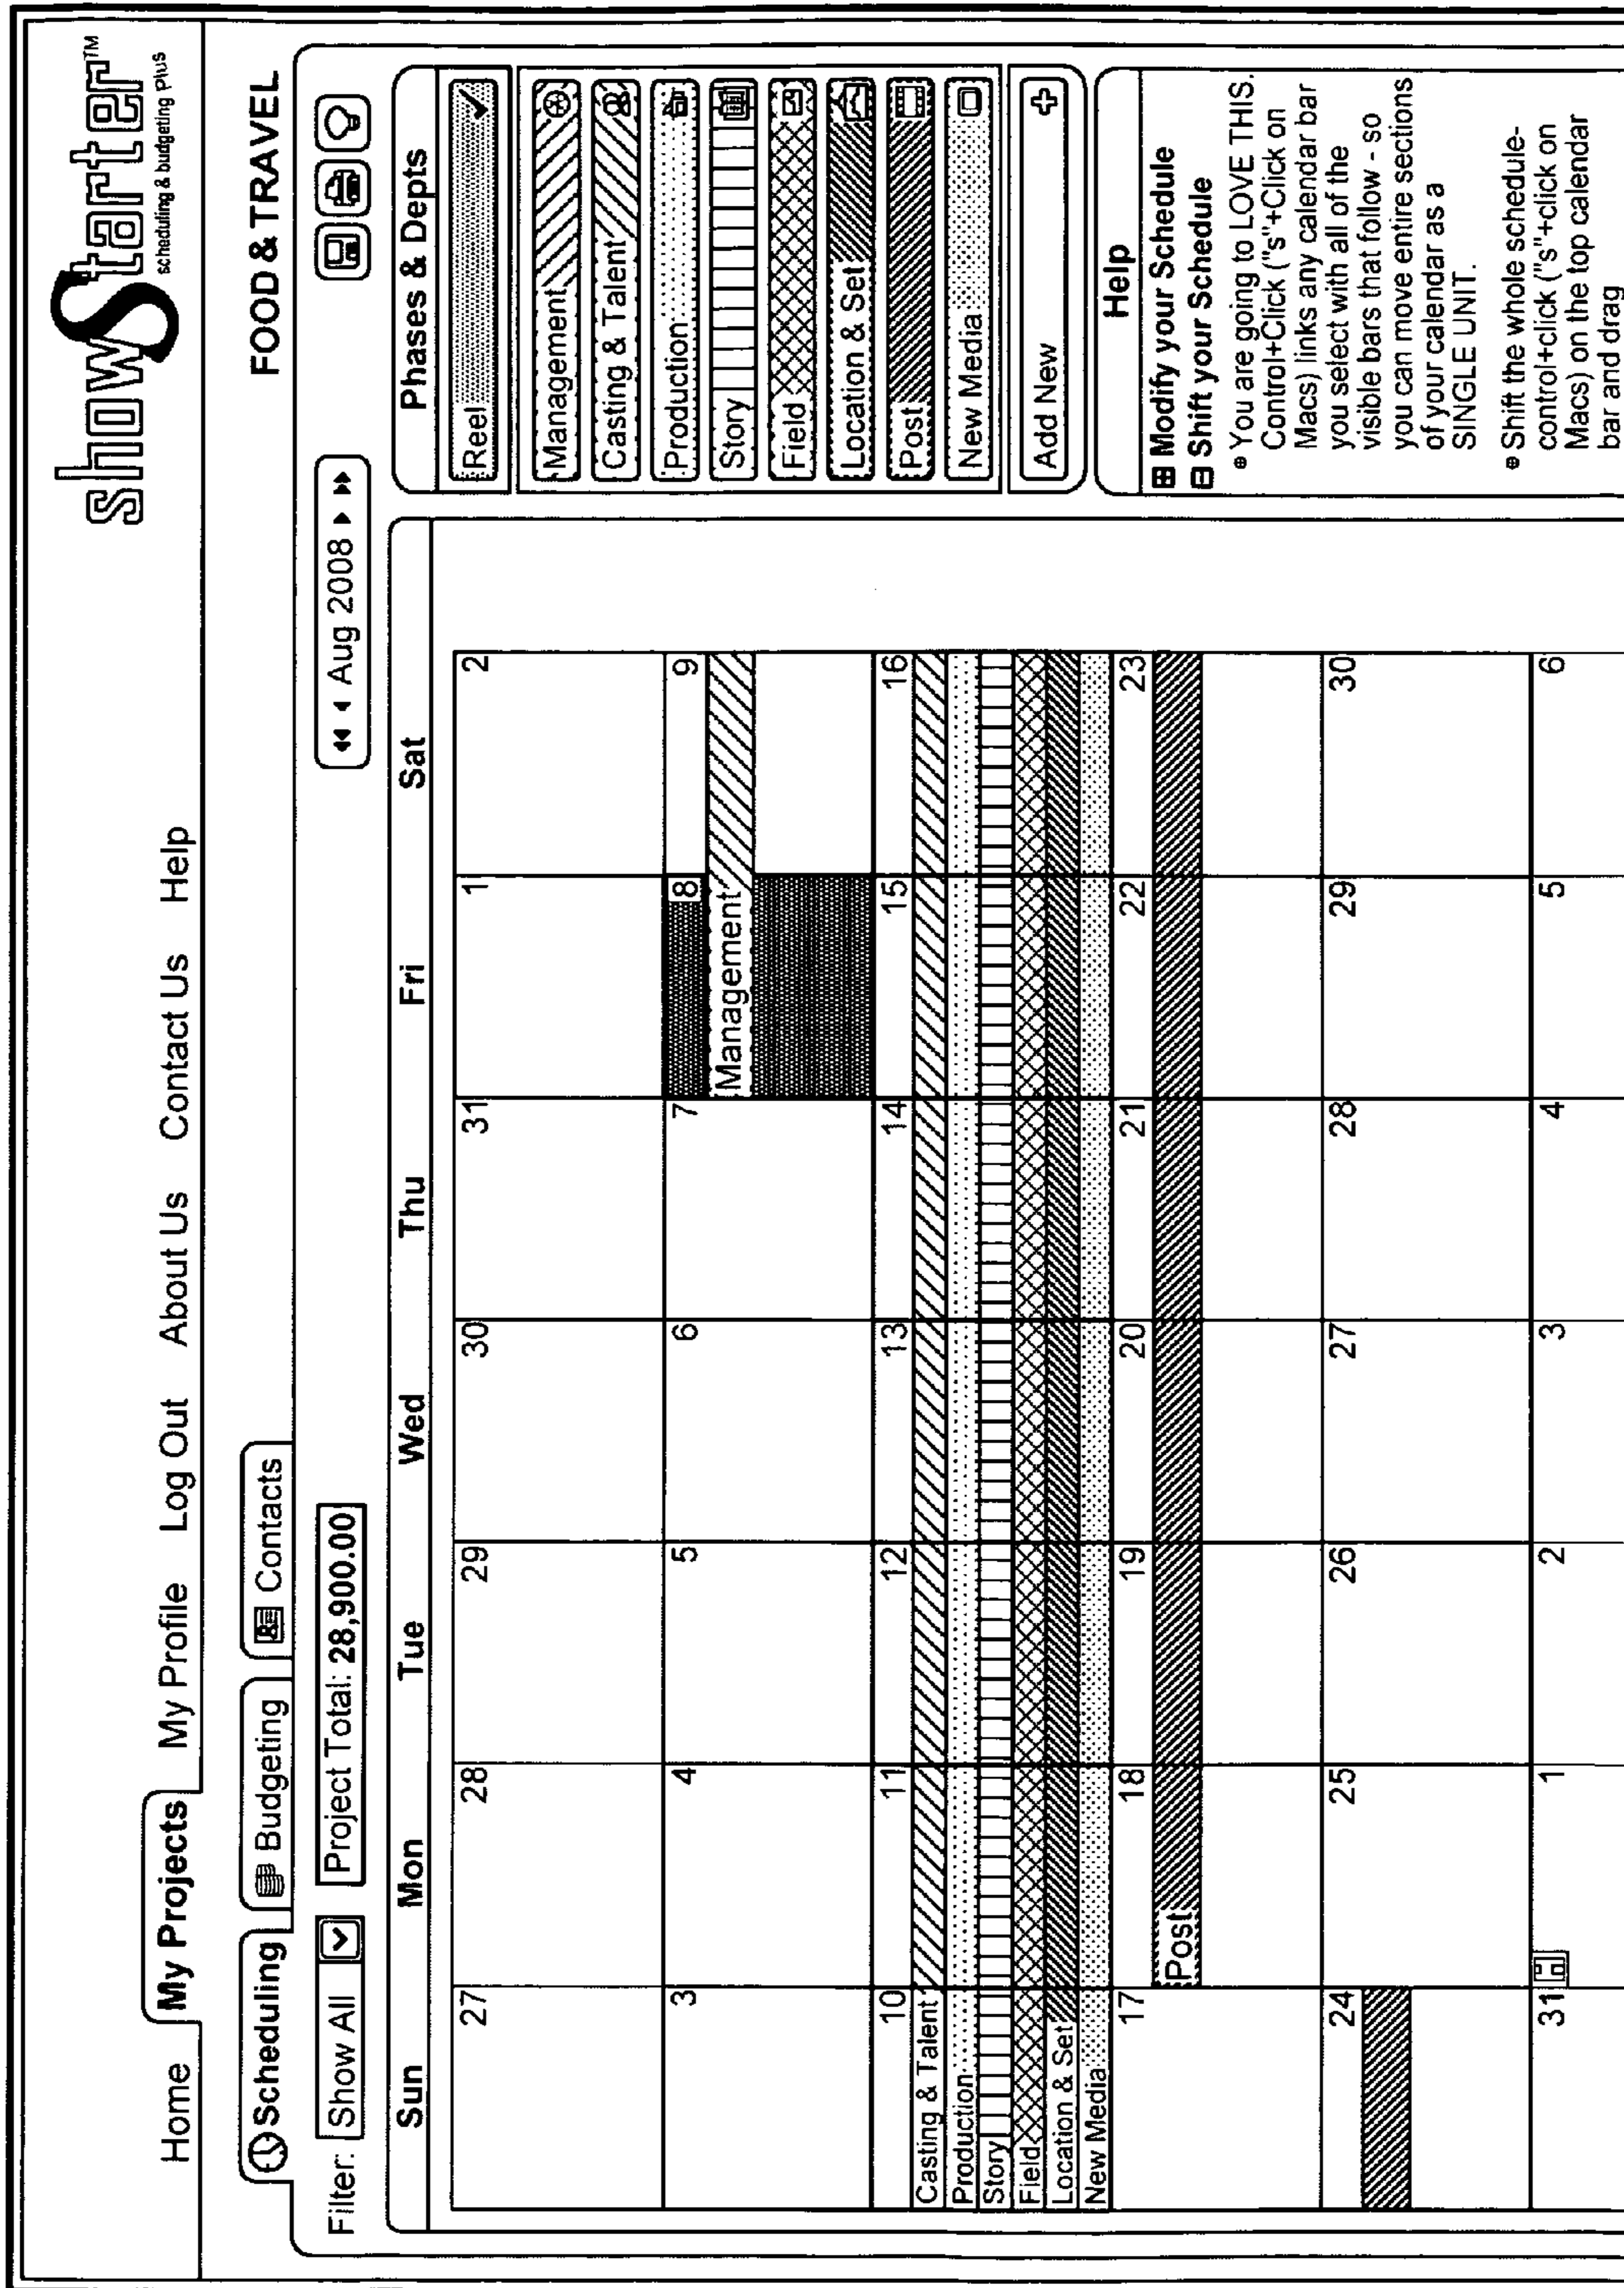 showStarter™
scheduling & budgeting Plus
Home My Projects My Profile Log Out About Us Contact Us Help
Scheduling Budgeting Contacts
FOOD & TRAVEL
Filter: Show All Project Total: 28,900.00 Aug 2008
Sun Mon Tue Wed Thu Fri Sat
27 28 29 30 31 1 2
3 4 5 6 7 8 9
Management
10 11 12 13 14 15 16
Casting & Talent
Production
Story
Field
Location & Set
New Media
17 18 19 20 21 22 23
Post
24 25 26 27 28 29 30
31 1 2 3 4 5 6
Phases & Depts
Reel
Management
Casting & Talent
Production
Story
Field
Location & Set
Post
New Media
Add New
Help
Modify your Schedule
Shift your Schedule
You are going to LOVE THIS.
Control+Click ("s"+Click on
Macs) links any calendar bar
you select with all of the
visible bars that follow - so
you can move entire sections
of your calendar as a
SINGLE UNIT.
Shift the whole schedule-
control+click ("s"+click on
Macs) on the top calendar
bar and drag